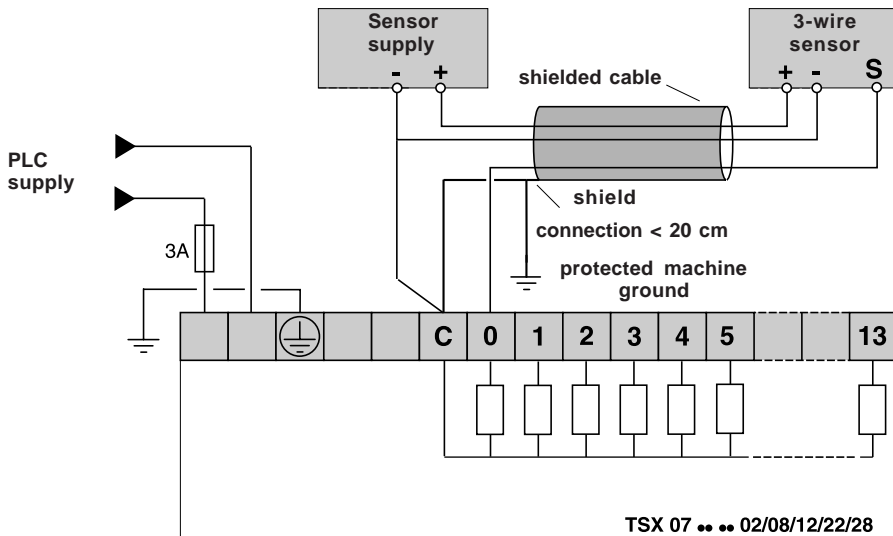 Sensor
supply
- +
3-wire
sensor
+ - S
shielded cable
PLC
supply
shield
connection < 20 cm
3A
protected machine
ground
C 0 1 2 3 4 5 13
TSX 07 •• •• 02/08/12/22/28